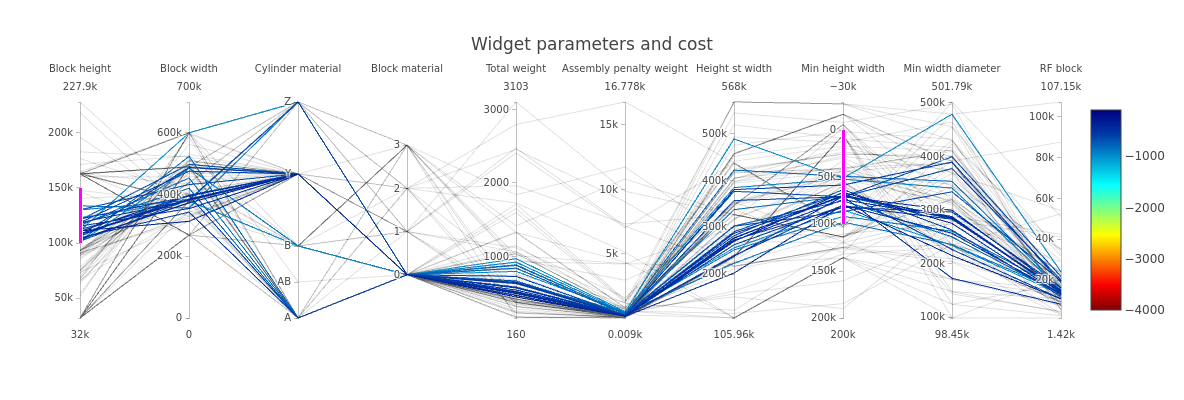 Widget parameters and cost
Block height Block width Cylinder material Block material Total weight Assembly penalty weight Height st width Min height width Min width diameter RF block
227.9k 700k 3103 16.778k 568k −30k 501.79k 107.15k
200k 600k Z 3 3000 15k 500k 0 500k 100k −1000
150k 400k Y 2 2000 10k 400k 50k 400k 80k −2000
100k 200k B 1 1000 5k 300k 100k 300k 60k −3000
50k 0 AB 0 200k 150k 200k 40k −4000
A 200k 100k 20k
32k 0 160 0.009k 105.96k 200k 98.45k 1.42k